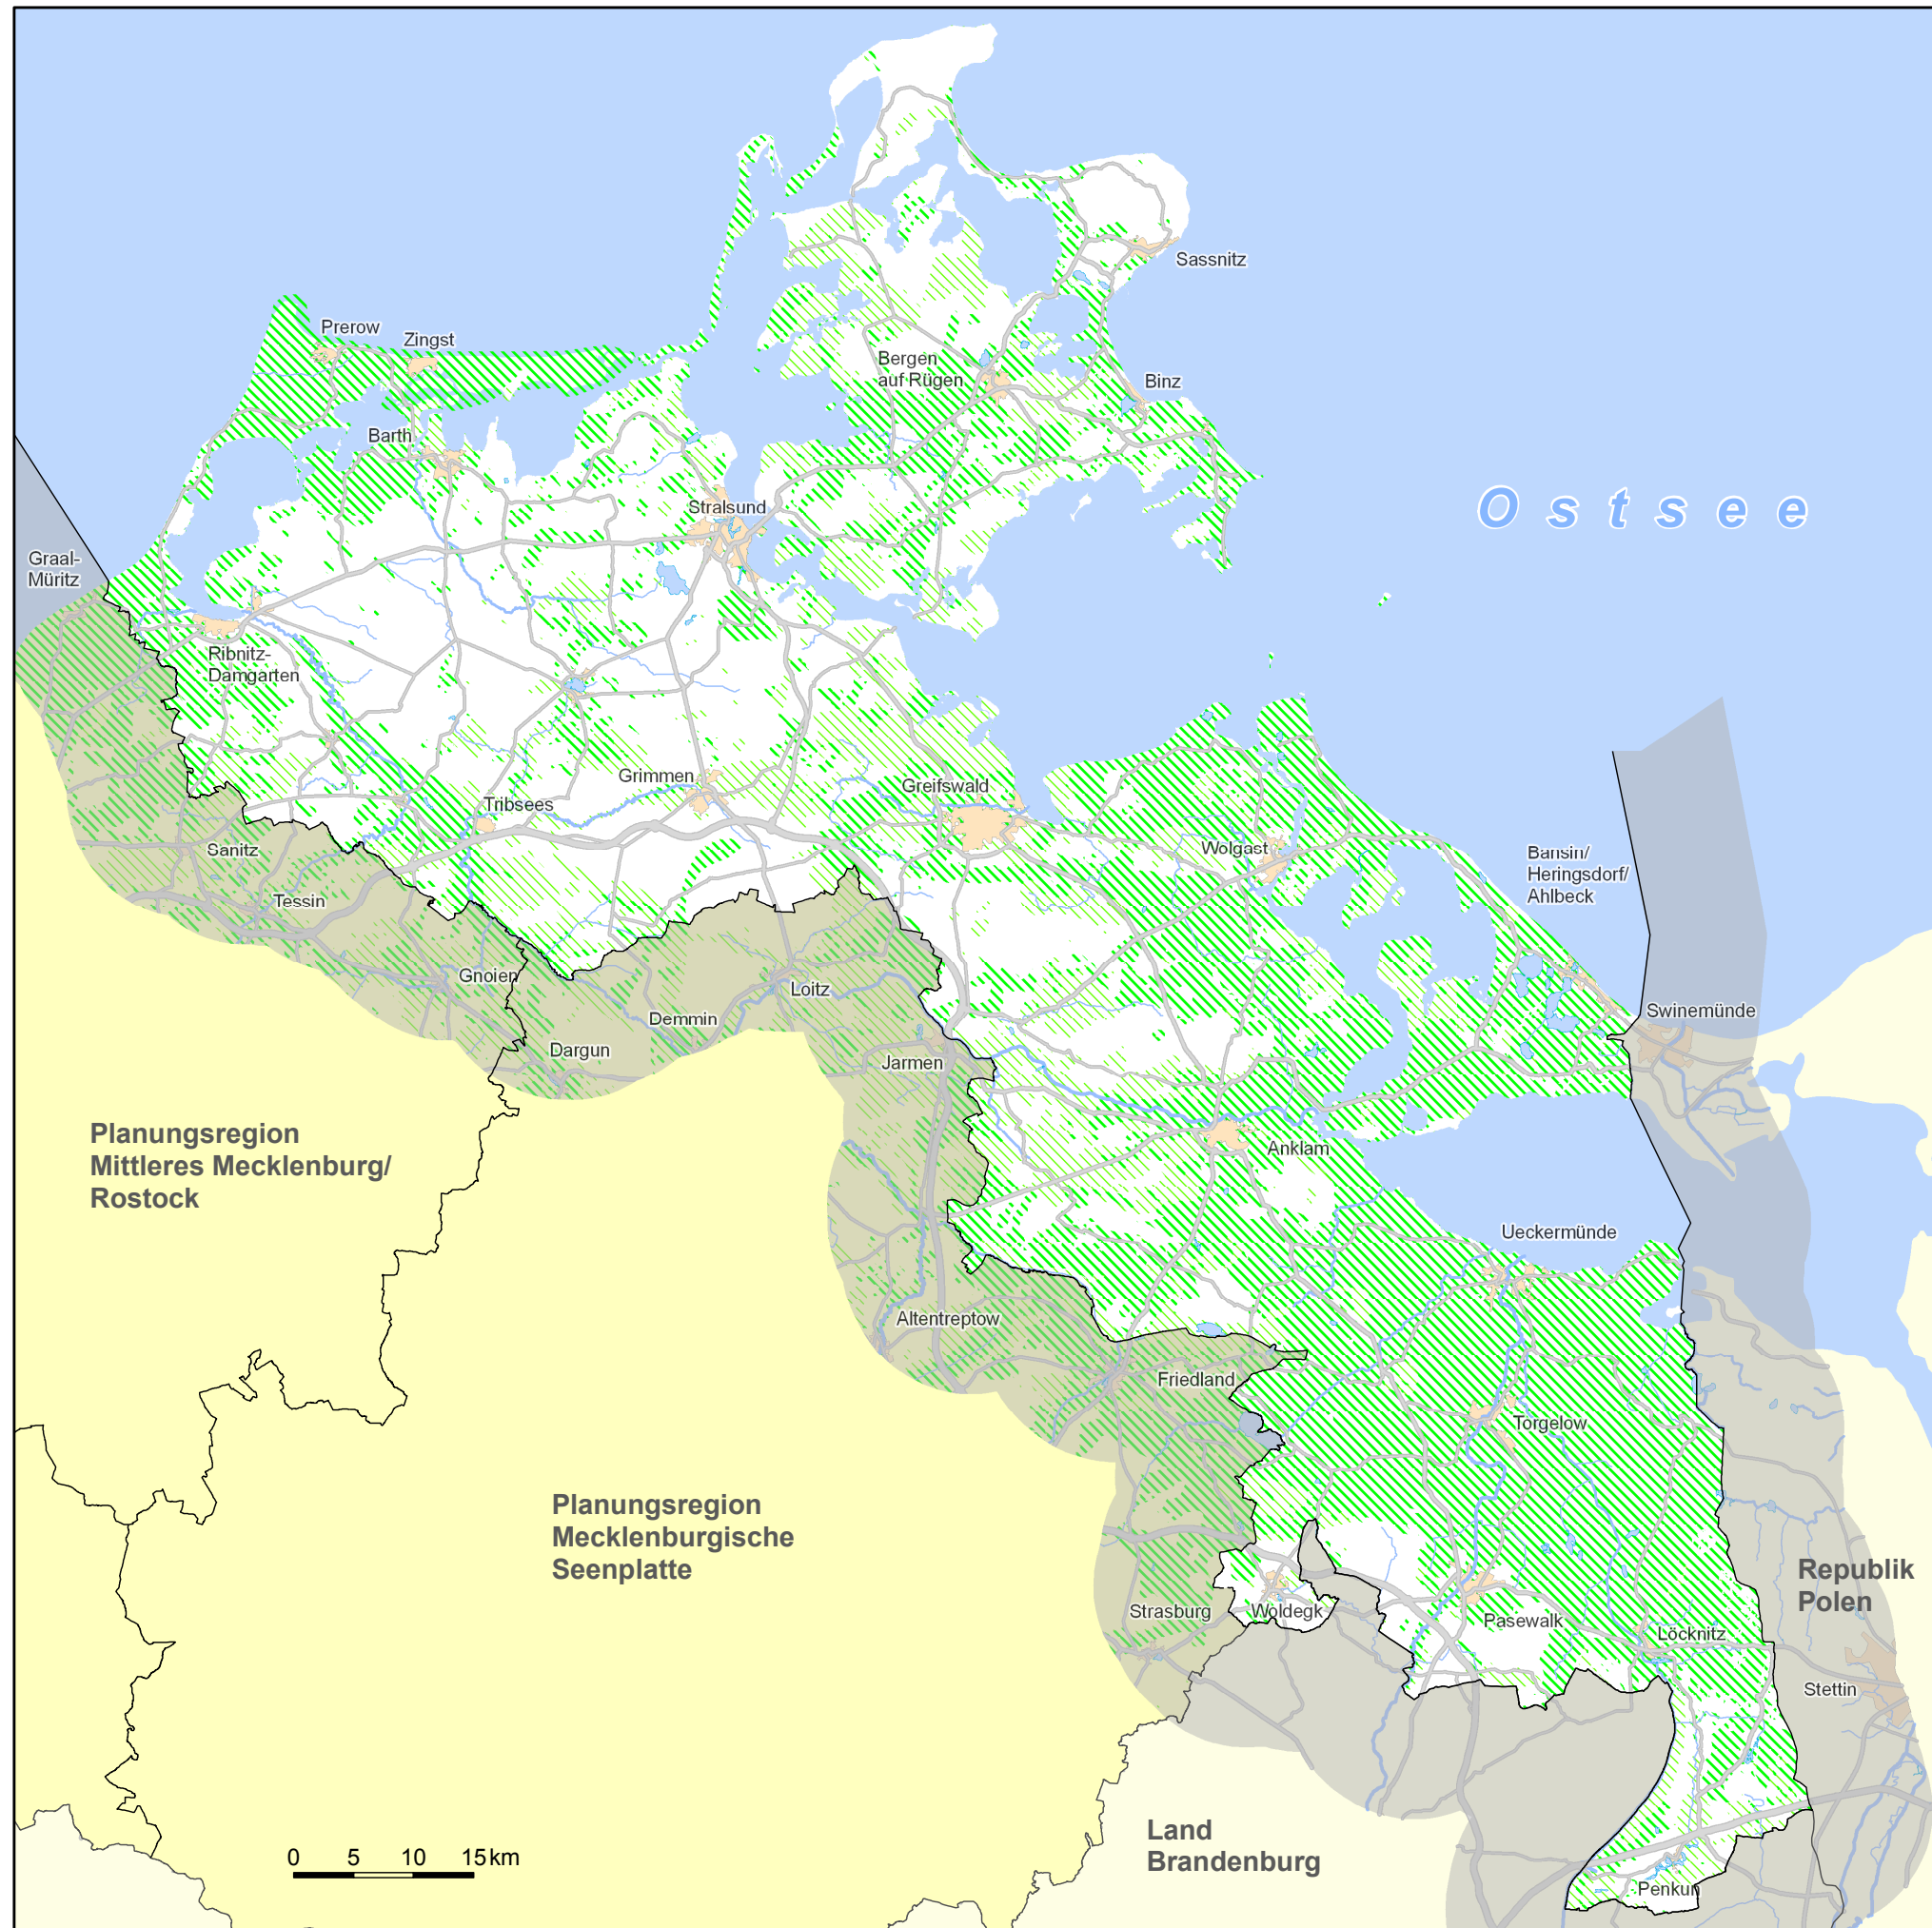 Sassnitz
Prerow
Zingst
Bergen
auf Rügen
Binz
Barth
Stralsund
Ostsee
Graal-
Müritz
Ribnitz-
Damgarten
Grimmen
Greifswald
Tribsees
Sanitz
Wolgast
Bansin/
Heringsdorf/
Ahlbeck
Tessin
Gnoien
Loitz
Demmin
Swinemünde
Dargun
Jarmen
Planungsregion
Mittleres Mecklenburg/
Rostock
Anklam
Ueckermünde
Altentreptow
Friedland
Torgelow
Planungsregion
Mecklenburgische
Seenplatte
Republik
Polen
Strasburg
Woldegk
Pasewalk
Löcknitz
Stettin
Land
Brandenburg
0 5 10 15 km
Penkun